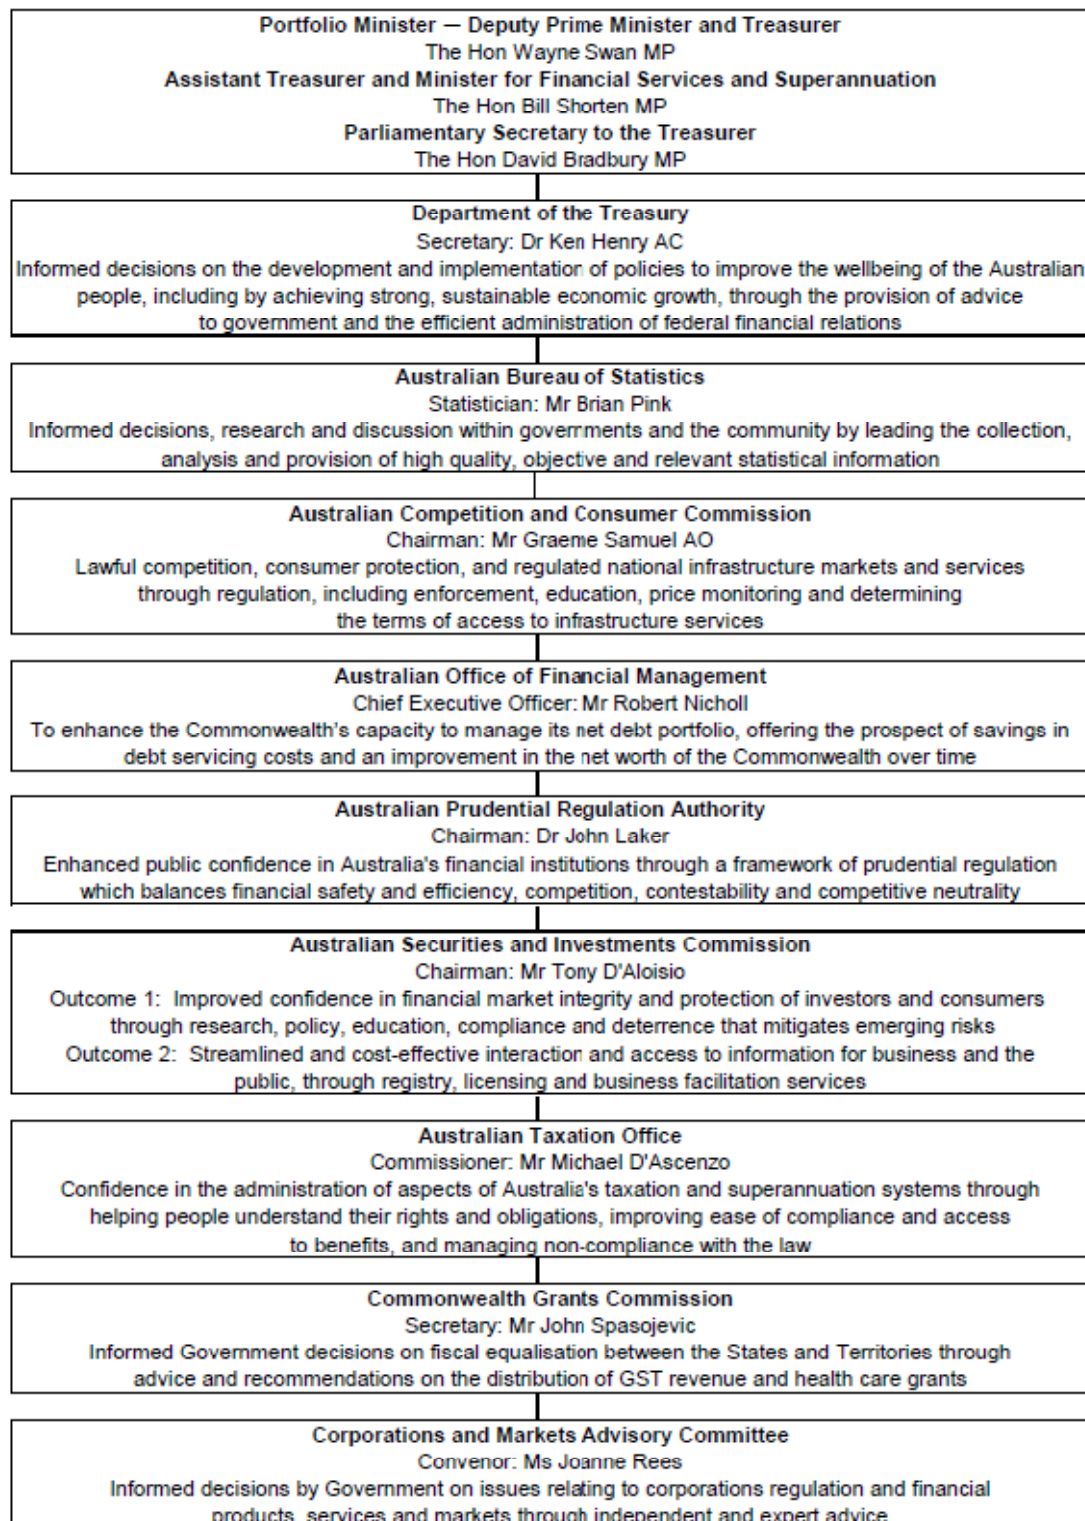 Portfolio Minister — Deputy Prime Minister and Treasurer
The Hon Wayne Swan MP
Assistant Treasurer and Minister for Financial Services and Superannuation
The Hon Bill Shorten MP
Parliamentary Secretary to the Treasurer
The Hon David Bradbury MP
Department of the Treasury
Secretary: Dr Ken Henry AC
Informed decisions on the development and implementation of policies to improve the wellbeing of the Australian
people, including by achieving strong, sustainable economic growth, through the provision of advice
to government and the efficient administration of federal financial relations
Australian Bureau of Statistics
Statistician: Mr Brian Pink
Informed decisions, research and discussion within governments and the community by leading the collection,
analysis and provision of high quality, objective and relevant statistical information
Australian Competition and Consumer Commission
Chairman: Mr Graeme Samuel AO
Lawful competition, consumer protection, and regulated national infrastructure markets and services
through regulation, including enforcement, education, price monitoring and determining
the terms of access to infrastructure services
Australian Office of Financial Management
Chief Executive Officer: Mr Robert Nicholl
To enhance the Commonwealth's capacity to manage its net debt portfolio, offering the prospect of savings in
debt servicing costs and an improvement in the net worth of the Commonwealth over time
Australian Prudential Regulation Authority
Chairman: Dr John Laker
Enhanced public confidence in Australia's financial institutions through a framework of prudential regulation
which balances financial safety and efficiency, competition, contestability and competitive neutrality
Australian Securities and Investments Commission
Chairman: Mr Tony D'Aloisio
Outcome 1: Improved confidence in financial market integrity and protection of investors and consumers
through research, policy, education, compliance and deterrence that mitigates emerging risks
Outcome 2: Streamlined and cost-effective interaction and access to information for business and the
public, through registry, licensing and business facilitation services
Australian Taxation Office
Commissioner: Mr Michael D'Ascenzo
Confidence in the administration of aspects of Australia's taxation and superannuation systems through
helping people understand their rights and obligations, improving ease of compliance and access
to benefits, and managing non-compliance with the law
Commonwealth Grants Commission
Secretary: Mr John Spasojevic
Informed Government decisions on fiscal equalisation between the States and Territories through
advice and recommendations on the distribution of GST revenue and health care grants
Corporations and Markets Advisory Committee
Convenor: Ms Joanne Rees
Informed decisions by Government on issues relating to corporations regulation and financial
products, services and markets through independent and expert advice